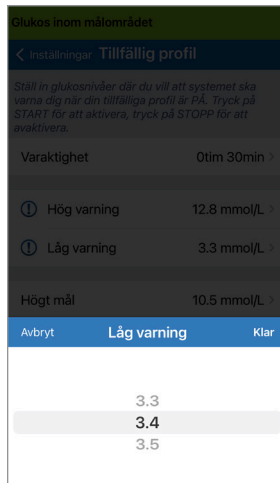 Glukos inom målområdet
Inställningar Tillfällig profil
Ställ in glukosnivåer där du vill att systemet ska
varna dig när din tillfälliga profil är PÅ. Tryck på
START för att aktivera, tryck på STOPP för att
avaktivera.
Varaktighet 0tim 30min
Hög varning 12.8 mmol/L
Låg varning 3.3 mmol/L
Högt mål 10.5 mmol/L
Avbryt Låg varning Klar
3.3
3.4
3.5